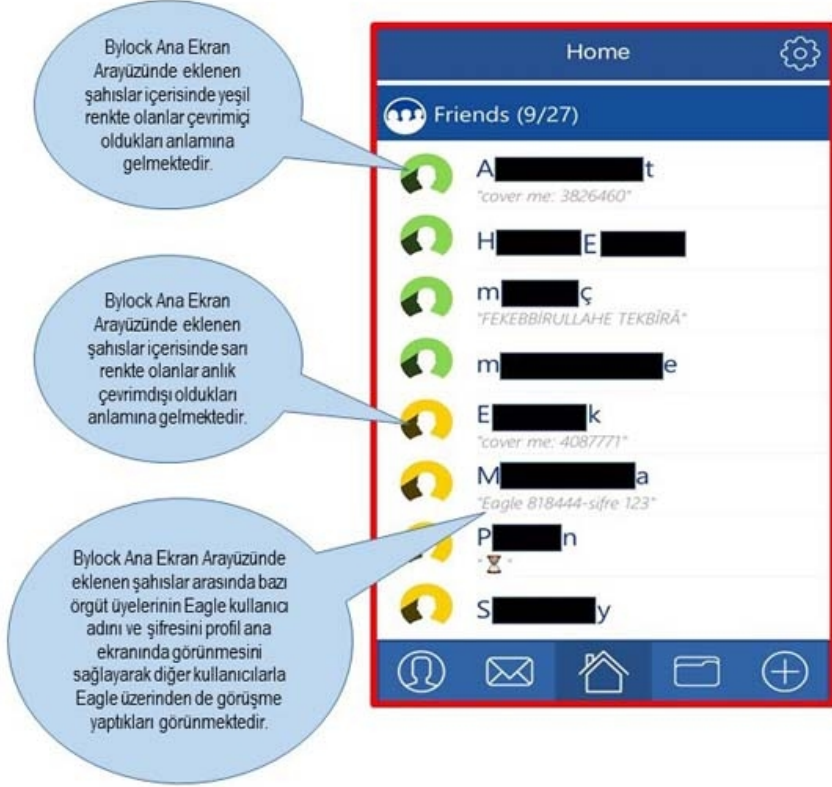 Bylock Ana Ekran
Arayüzünde eklenen
şahıslar içerisinde yeşil
renkte olanlar çevrimiçi
oldukları anlamına
gelmektedir.
Bylock Ana Ekran
Arayüzünde eklenen
şahıslar içerisinde sarı
renkte olanlar anlık
çevrimdışı oldukları
anlamına gelmektedir.
Bylock Ana Ekran Arayüzünde
eklenen şahıslar arasında bazı
örgüt üyelerinin Eagle kullanıcı
adını ve şifresini profil ana
ekranında görünmesini
sağlayarak diğer kullanıcılarla
Eagle üzerinden de görüşme
yaptıkları görünmektedir.
Home
Friends (9/27)
A t
"cover me: 3826460"
H E
m ç
"FEKEBBİRULLAHE TEKBÎRÂ"
m e
E k
"cover me: 4087771"
M a
"Eagle 818444-sifre 123"
P n
"⌛"
S y